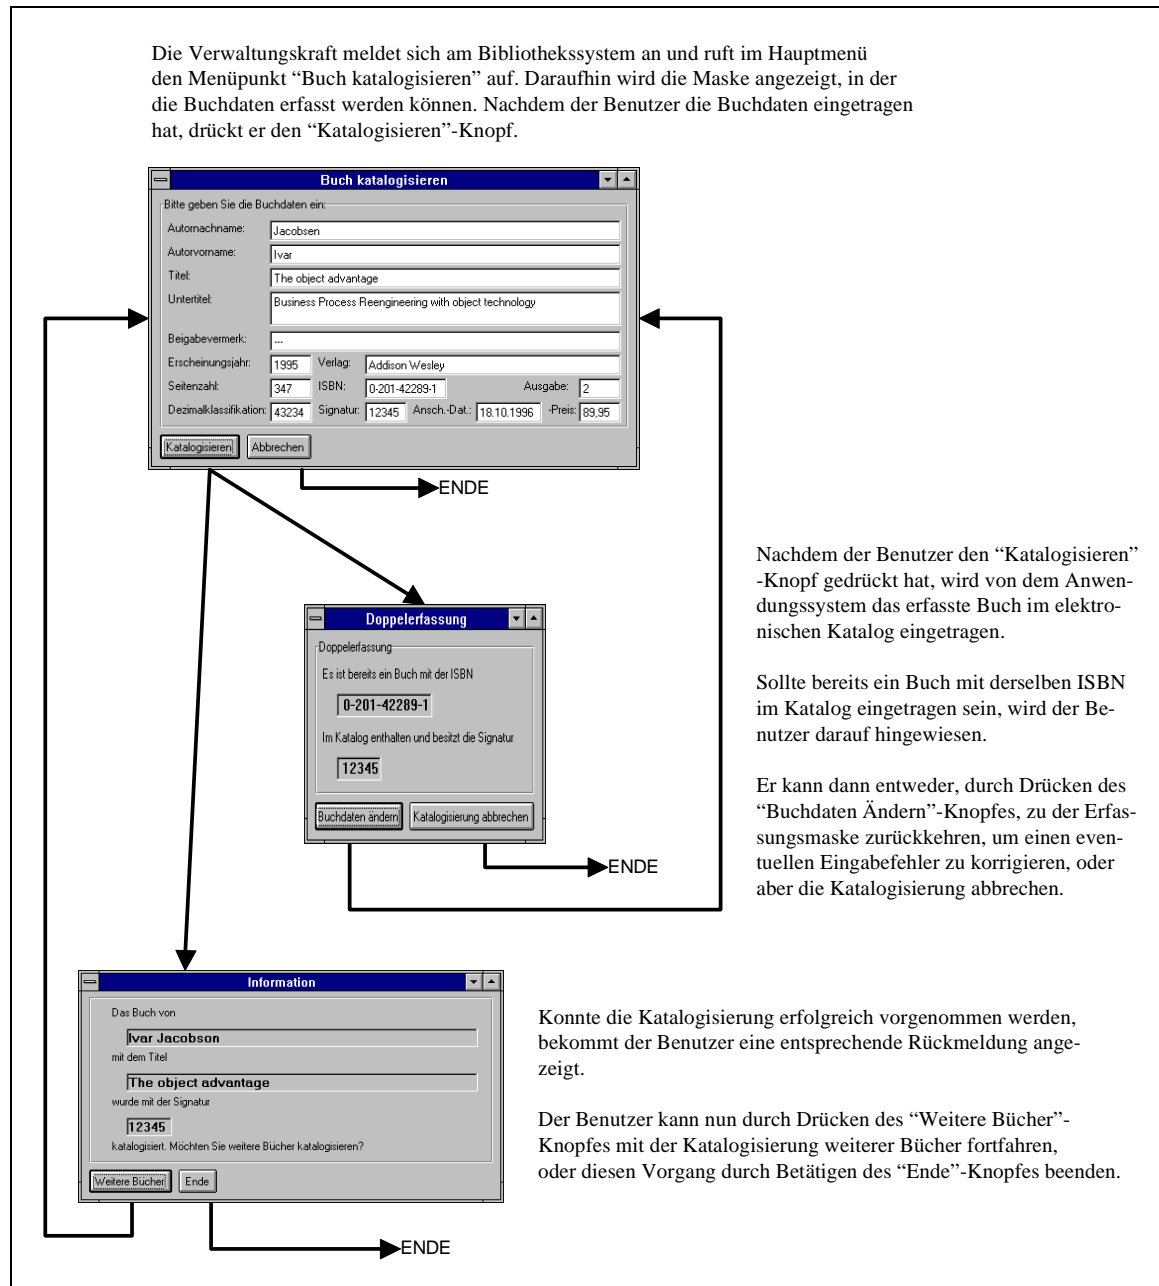 Die Verwaltungskraft meldet sich am Bibliothekssystem an und ruft im Hauptmenü
den Menüpunkt “Buch katalogisieren” auf. Daraufhin wird die Maske angezeigt, in der
die Buchdaten erfasst werden können. Nachdem der Benutzer die Buchdaten eingetragen
hat, drückt er den “Katalogisieren”-Knopf.
Buch katalogisieren
Bitte geben Sie die Buchdaten ein:
Autornachname: Jacobsen
Autorvorname: Ivar
Titel: The object advantage
Untertitel: Business Process Reengineering with object technology
Beigabevermerk: ---
Erscheinungsjahr: 1995 Verlag: Addison Wesley
Seitenzahl: 347 ISBN: 0-201-42289-1 Ausgabe: 2
Dezimalklassifikation: 43234 Signatur: 12345 Ansch.-Dat.: 18.10.1996 -Preis: 89,95
Katalogisieren Abbrechen
ENDE
Nachdem der Benutzer den “Katalogisieren”
-Knopf gedrückt hat, wird von dem Anwen-
dungssystem das erfasste Buch im elektro-
nischen Katalog eingetragen.
Sollte bereits ein Buch mit derselben ISBN
im Katalog eingetragen sein, wird der Be-
nutzer darauf hingewiesen.
Er kann dann entweder, durch Drücken des
“Buchdaten Ändern”-Knopfes, zu der Erfas-
sungsmaske zurückkehren, um einen even-
tuellen Eingabefehler zu korrigieren, oder
aber die Katalogisierung abbrechen.
Doppelerfassung
Doppelerfassung
Es ist bereits ein Buch mit der ISBN
0-201-42289-1
Im Katalog enthalten und besitzt die Signatur
12345
Buchdaten ändern Katalogisierung abbrechen
ENDE
Information
Das Buch von
Ivar Jacobson
mit dem Titel
The object advantage
wurde mit der Signatur
12345
katalogisiert. Möchten Sie weitere Bücher katalogisieren?
Weitere Bücher Ende
ENDE
Konnte die Katalogisierung erfolgreich vorgenommen werden,
bekommt der Benutzer eine entsprechende Rückmeldung ange-
zeigt.
Der Benutzer kann nun durch Drücken des “Weitere Bücher”-
Knopfes mit der Katalogisierung weiterer Bücher fortfahren,
oder diesen Vorgang durch Betätigen des “Ende”-Knopfes beenden.